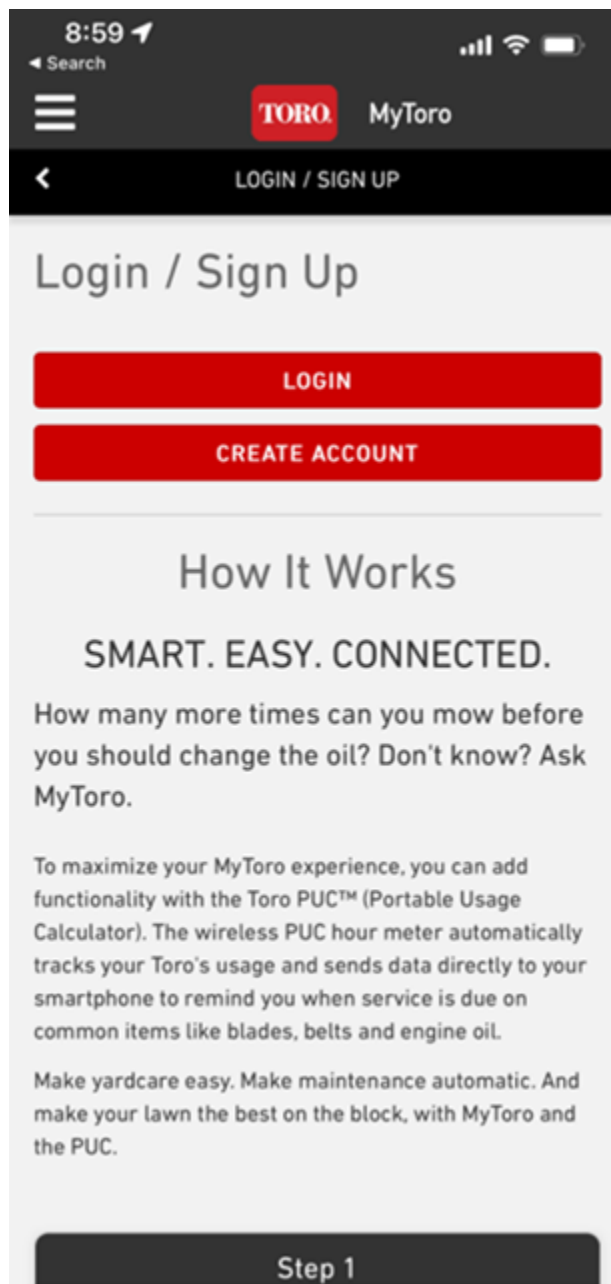 8:59
◄ Search
TORO. MyToro
LOGIN / SIGN UP
Login / Sign Up
LOGIN
CREATE ACCOUNT
How It Works
SMART. EASY. CONNECTED.
How many more times can you mow before
you should change the oil? Don't know? Ask
MyToro.
To maximize your MyToro experience, you can add
functionality with the Toro PUC™ (Portable Usage
Calculator). The wireless PUC hour meter automatically
tracks your Toro's usage and sends data directly to your
smartphone to remind you when service is due on
common items like blades, belts and engine oil.
Make yardcare easy. Make maintenance automatic. And
make your lawn the best on the block, with MyToro and
the PUC.
Step 1